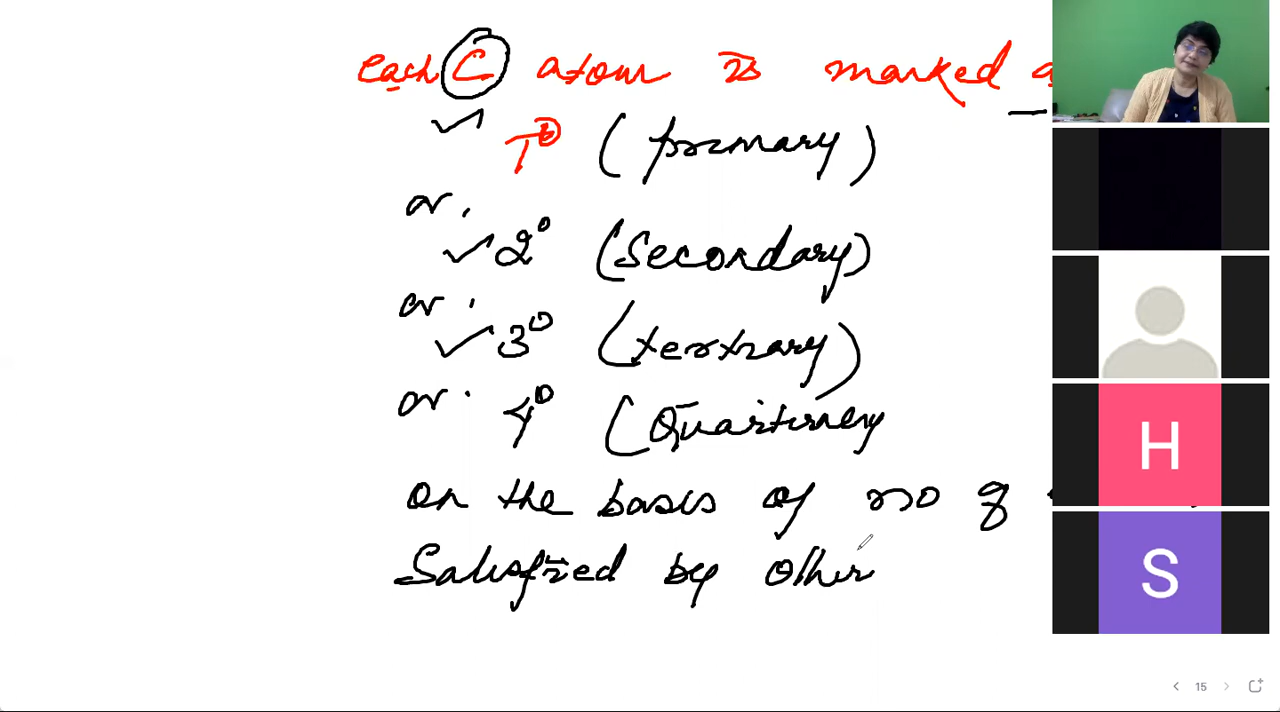 each C atom is marked a
1° (primary)
or
2° (Secondary)
or
3° (tertiary)
or
4° (Quarternery
on the basis of no of
Satisfied by other
H
S
15